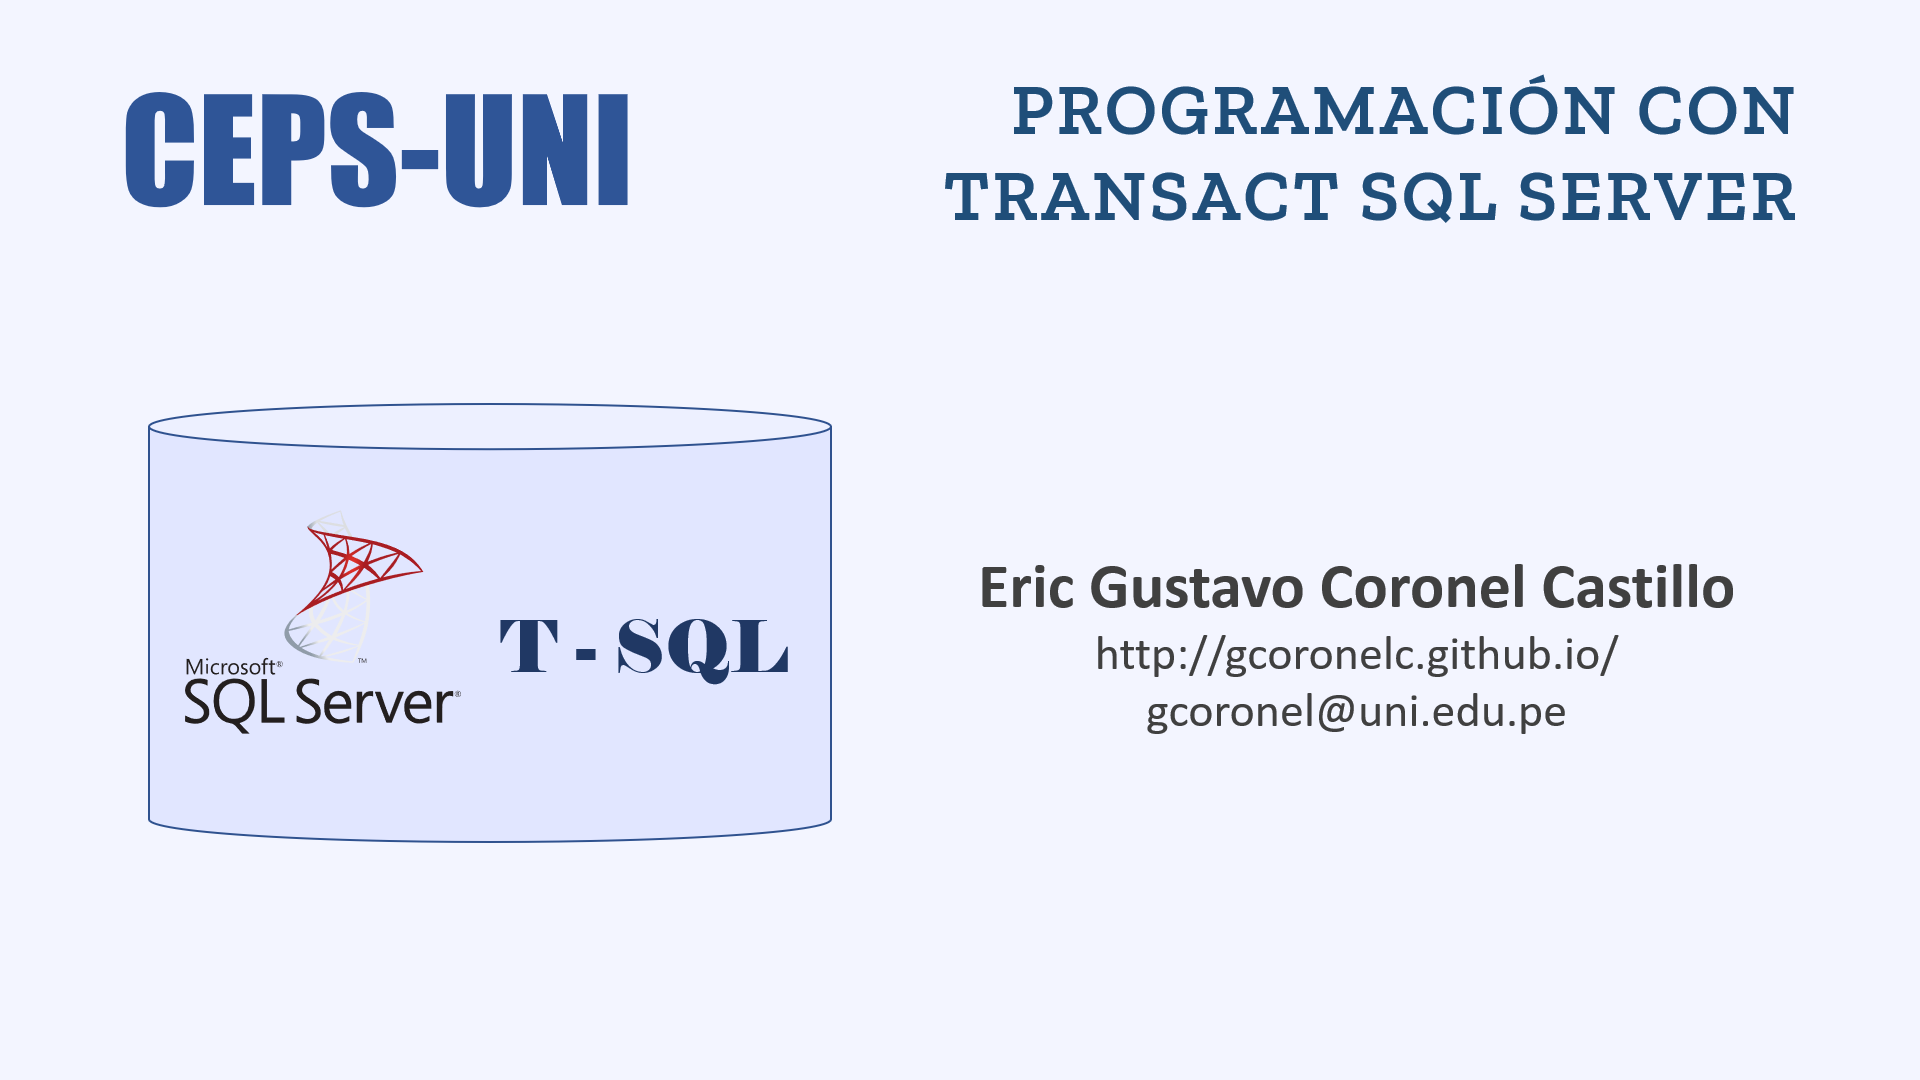 CEPS-UNI
PROGRAMACIÓN CON
TRANSACT SQL SERVER
Microsoft®
SQL Server®
™
T - SQL
Eric Gustavo Coronel Castillo
http://gcoronelc.github.io/
gcoronel@uni.edu.pe